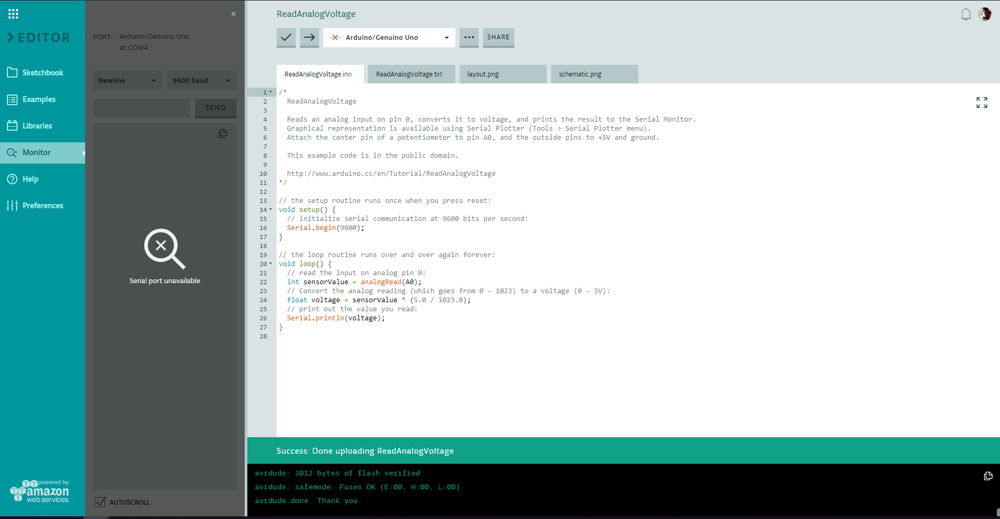 EDITOR
Sketchbook
Examples
Libraries
Monitor
Help
Preferences
powered by
amazon
web services
×
PORT: Arduino/Genuino Uno
at COM4
Newline
9600 baud
SEND
Serial port unavailable
AUTOSCROLL
ReadAnalogVoltage
Arduino/Genuino Uno
SHARE
ReadAnalogVoltage.ino
ReadAnalogVoltage.txt
layout.png
schematic.png
1 /*
2 ReadAnalogVoltage
3
4 Reads an analog input on pin 0, converts it to voltage, and prints the result to the Serial Monitor.
5 Graphical representation is available using Serial Plotter (Tools > Serial Plotter menu).
6 Attach the center pin of a potentiometer to pin A0, and the outside pins to +5V and ground.
7
8 This example code is in the public domain.
9
10 http://www.arduino.cc/en/Tutorial/ReadAnalogVoltage
11 */
12
13 // the setup routine runs once when you press reset:
14 void setup() {
15 // initialize serial communication at 9600 bits per second:
16 Serial.begin(9600);
17 }
18
19 // the loop routine runs over and over again forever:
20 void loop() {
21 // read the input on analog pin 0:
22 int sensorValue = analogRead(A0);
23 // Convert the analog reading (which goes from 0 - 1023) to a voltage (0 - 5V):
24 float voltage = sensorValue * (5.0 / 1023.0);
25 // print out the value you read:
26 Serial.println(voltage);
27 }
28
Success: Done uploading ReadAnalogVoltage
avrdude: 3012 bytes of flash verified
avrdude: safemode: Fuses OK (E:00, H:00, L:00)
avrdude done. Thank you.